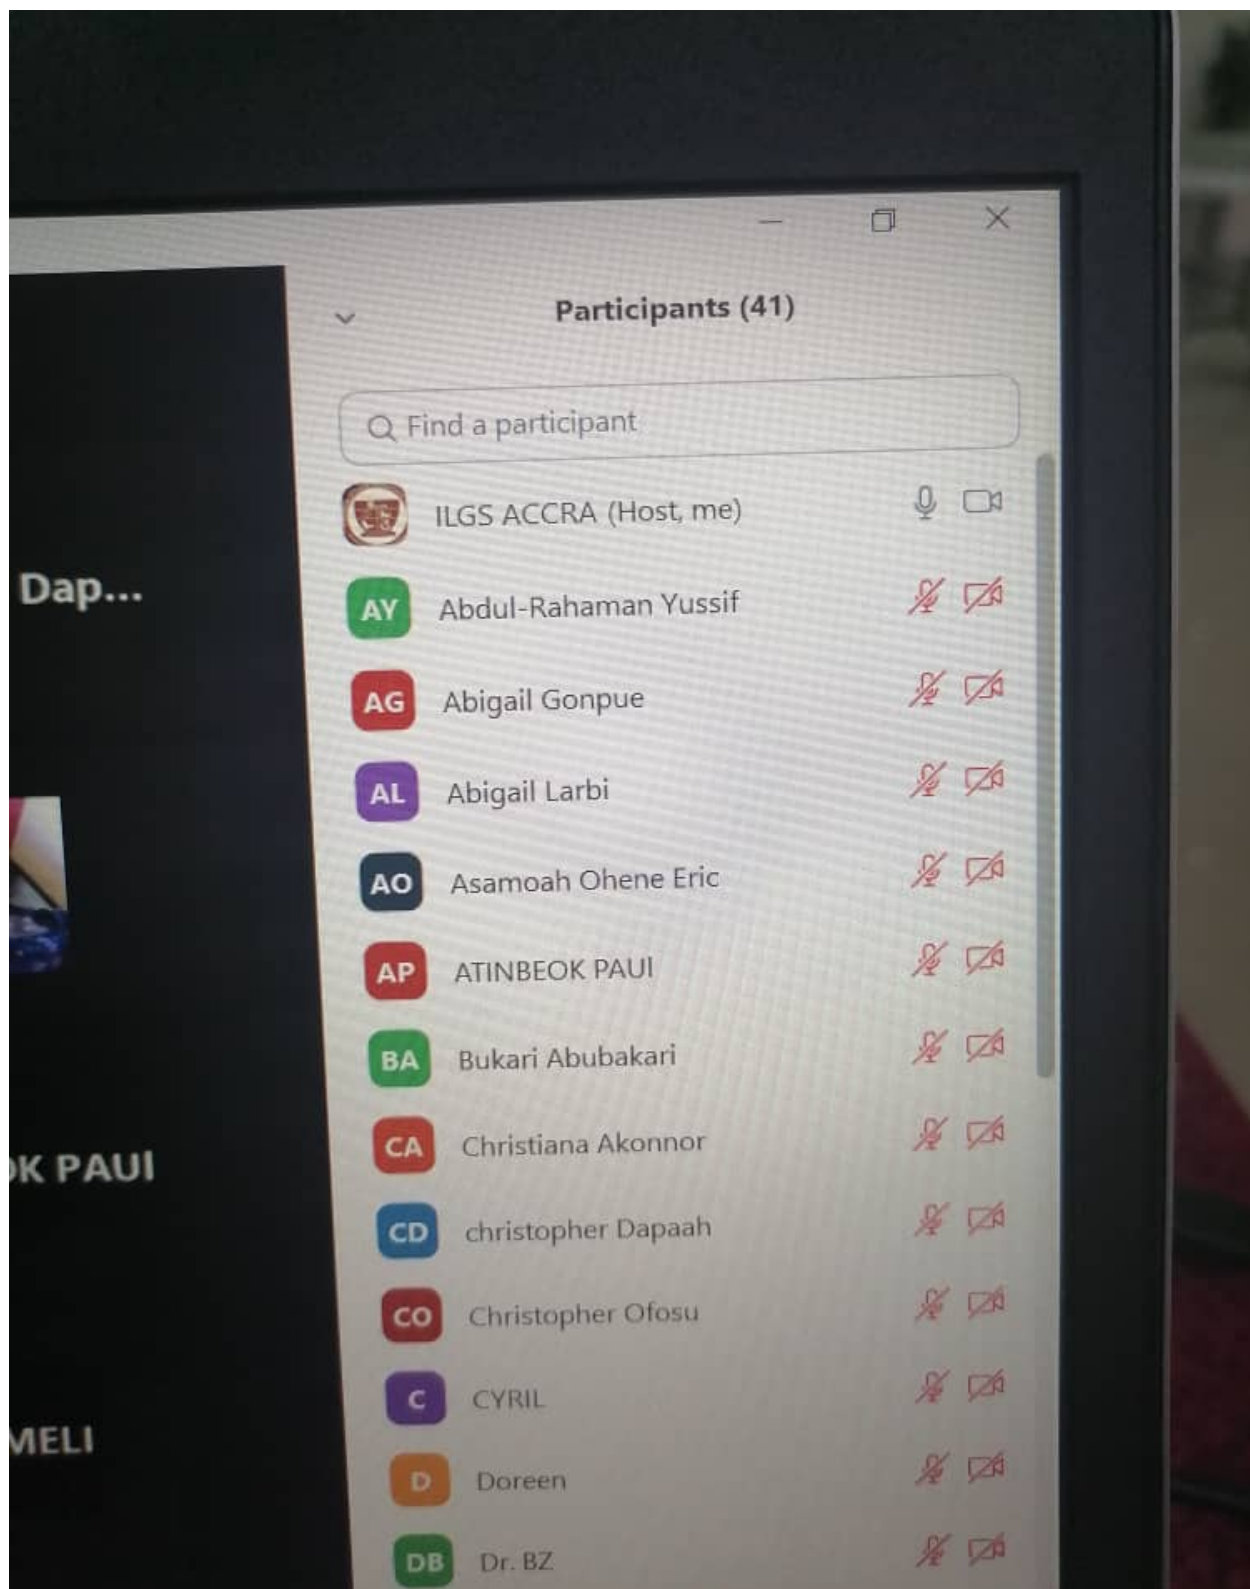 Participants (41)
Find a participant
ILGS ACCRA (Host, me)
AY Abdul-Rahaman Yussif
AG Abigail Gonpue
AL Abigail Larbi
AO Asamoah Ohene Eric
AP ATINBEOK PAUl
BA Bukari Abubakari
CA Christiana Akonnor
CD christopher Dapaah
CO Christopher Ofosu
C CYRIL
D Doreen
DB Dr. BZ
Dap...
OK PAUl
MELI